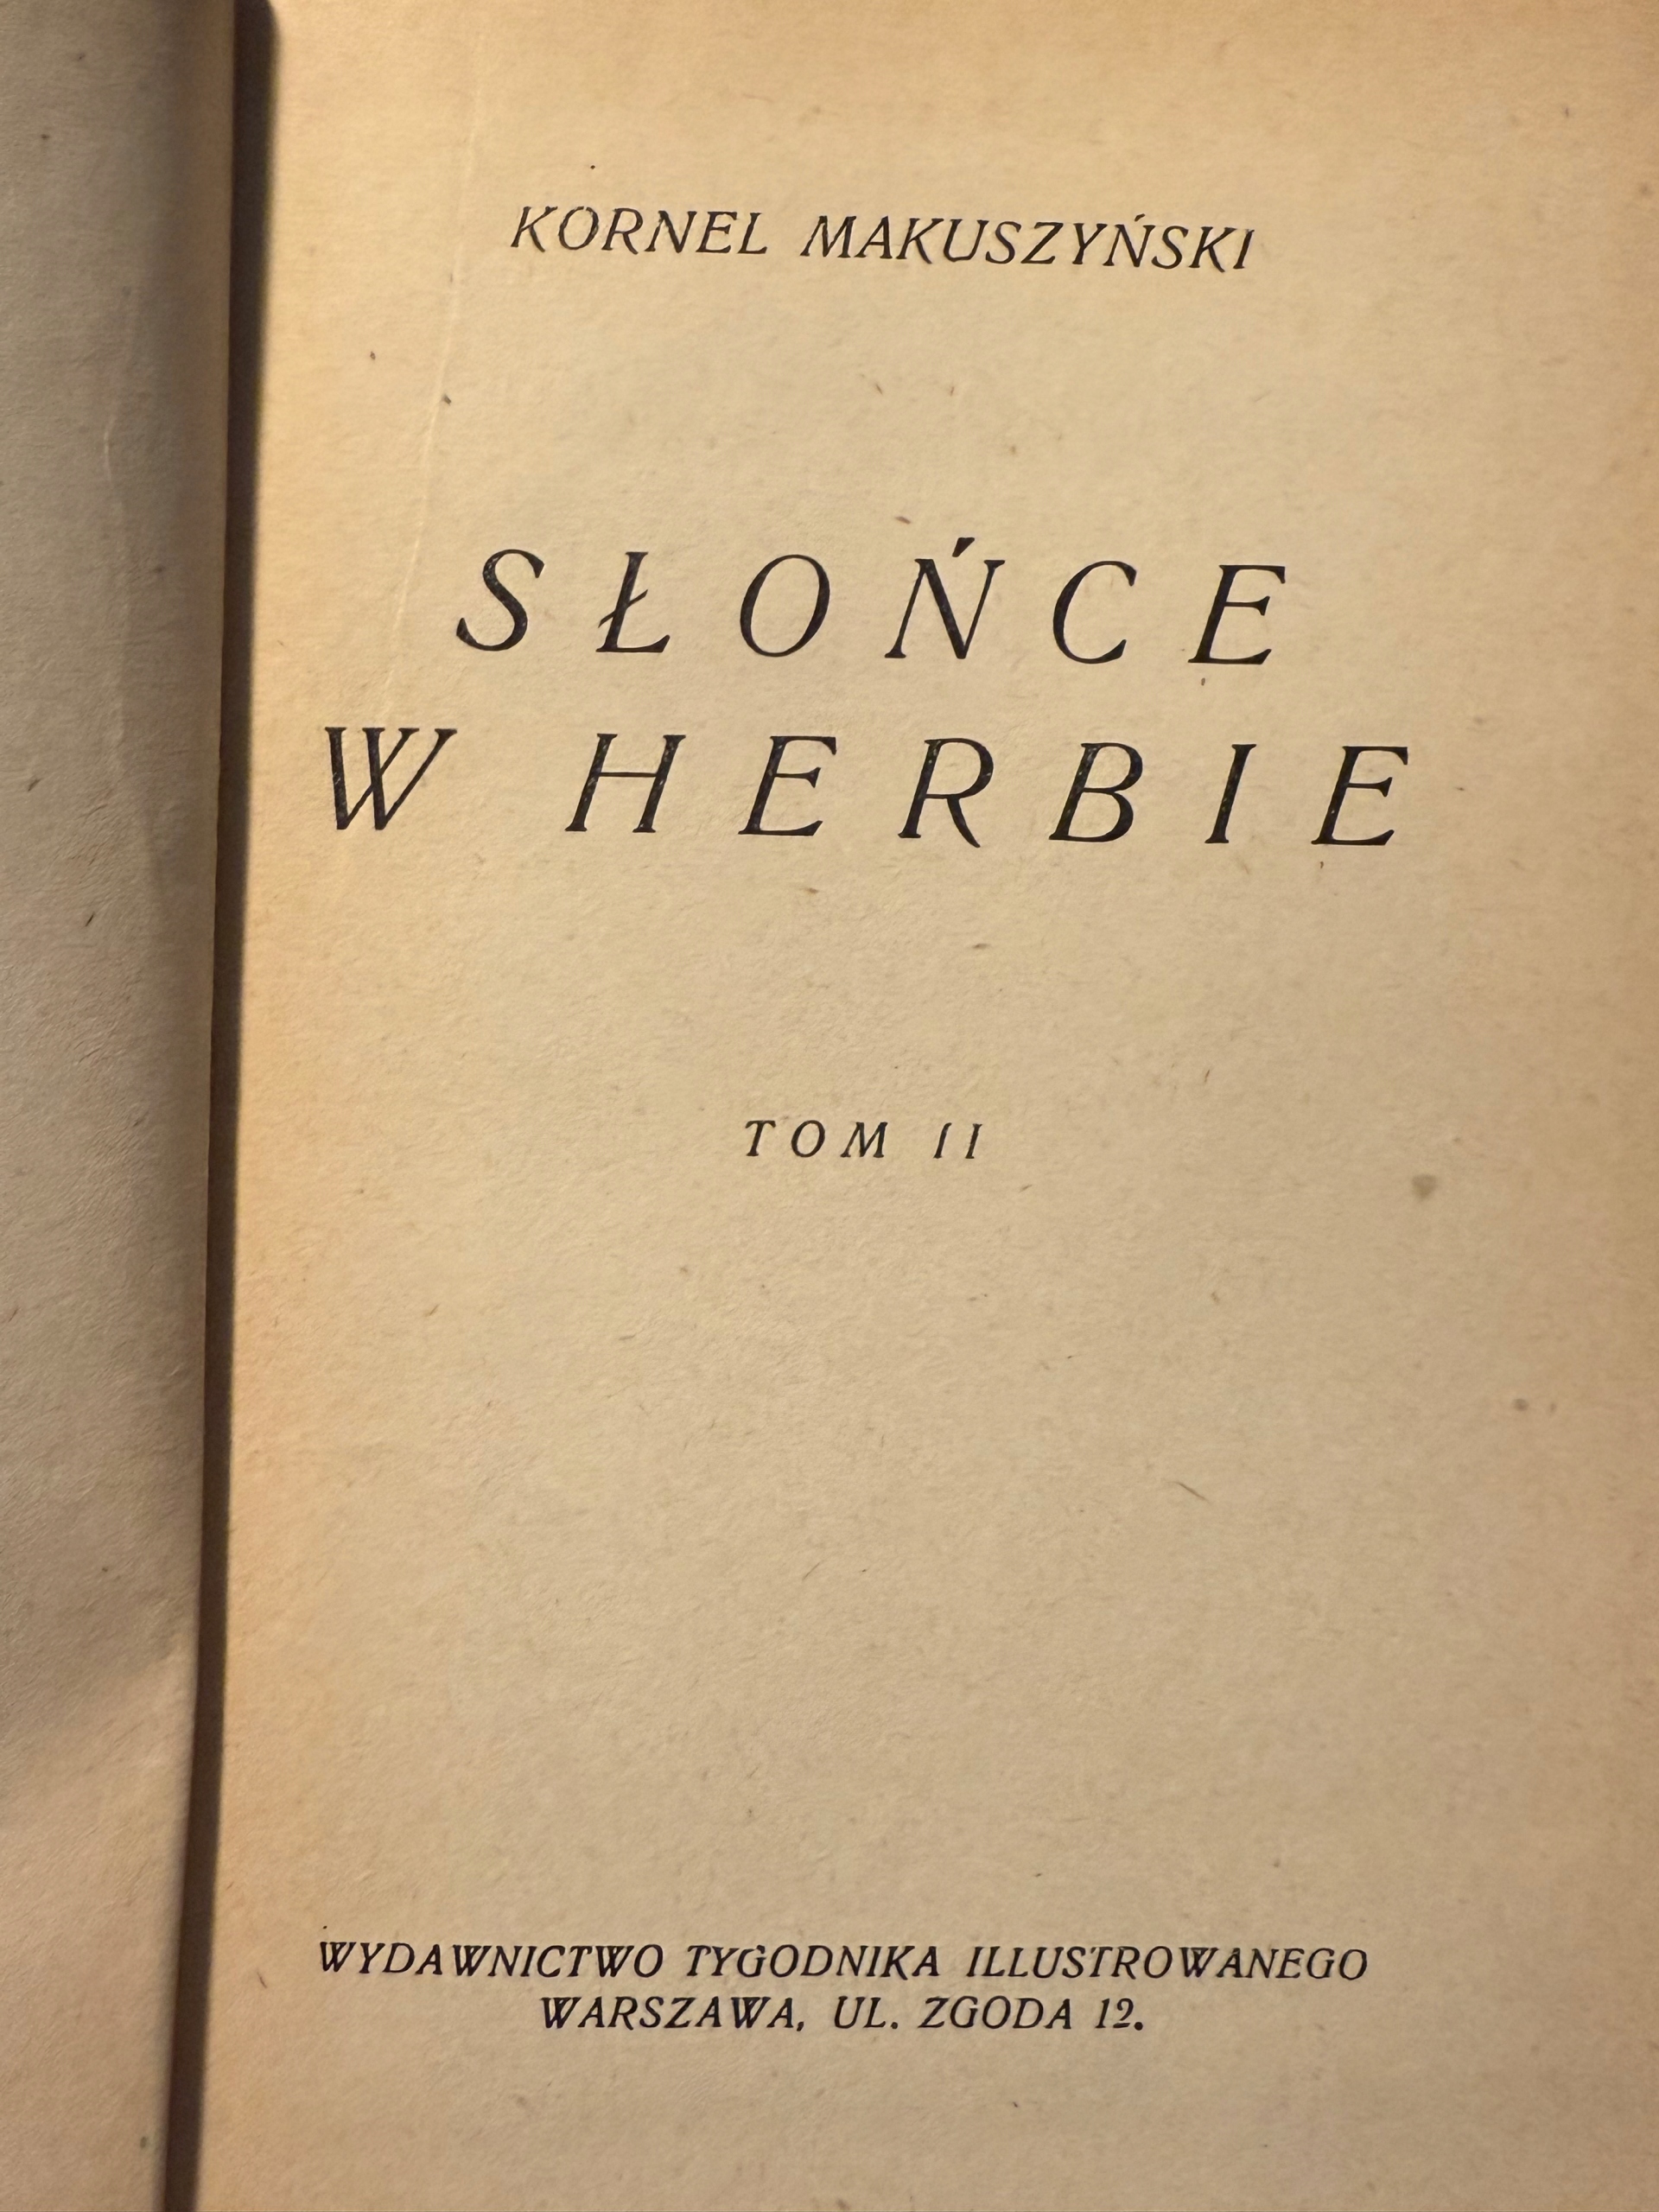 KORNEL MAKUSZYŃSKI
SŁOŃCE
W HERBIE
TOM II
WYDAWNICTWO TYGODNIKA ILLUSTROWANEGO
WARSZAWA, UL. ZGODA 12.